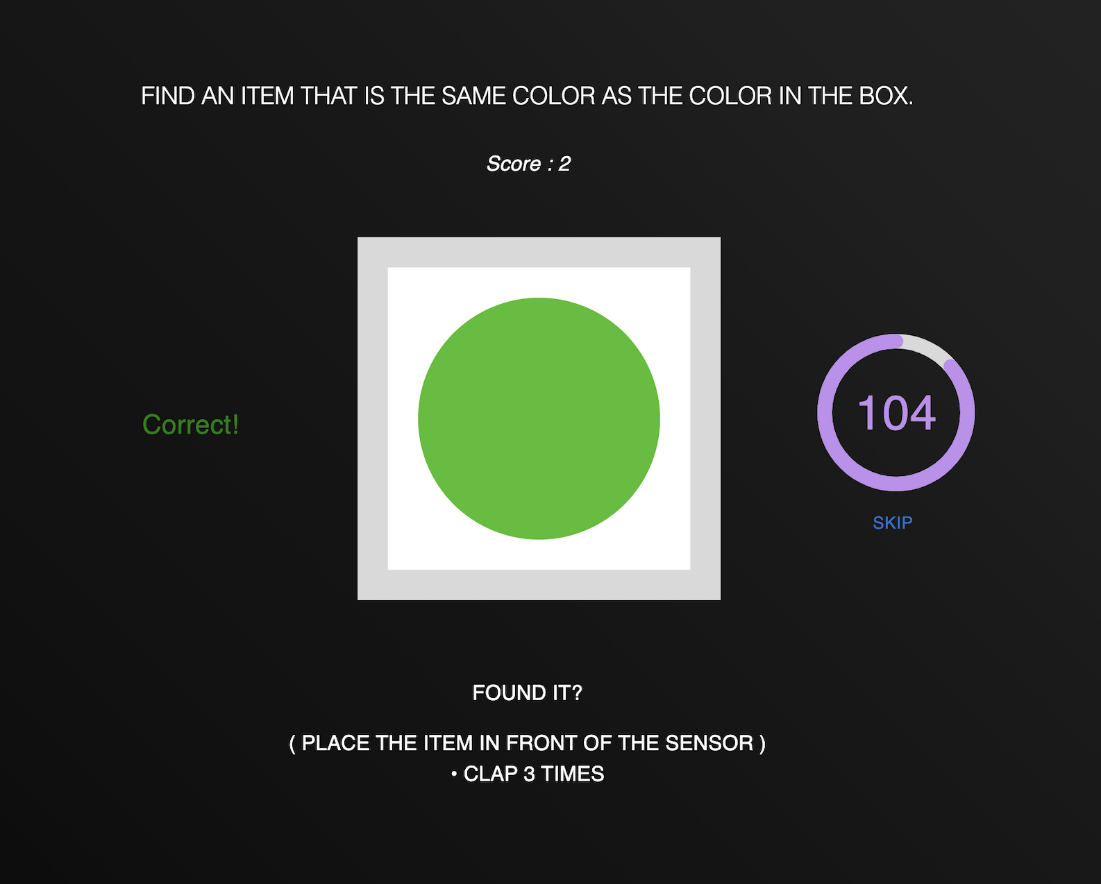 FIND AN ITEM THAT IS THE SAME COLOR AS THE COLOR IN THE BOX.
Score : 2
Correct!
104
SKIP
FOUND IT?
( PLACE THE ITEM IN FRONT OF THE SENSOR )
• CLAP 3 TIMES